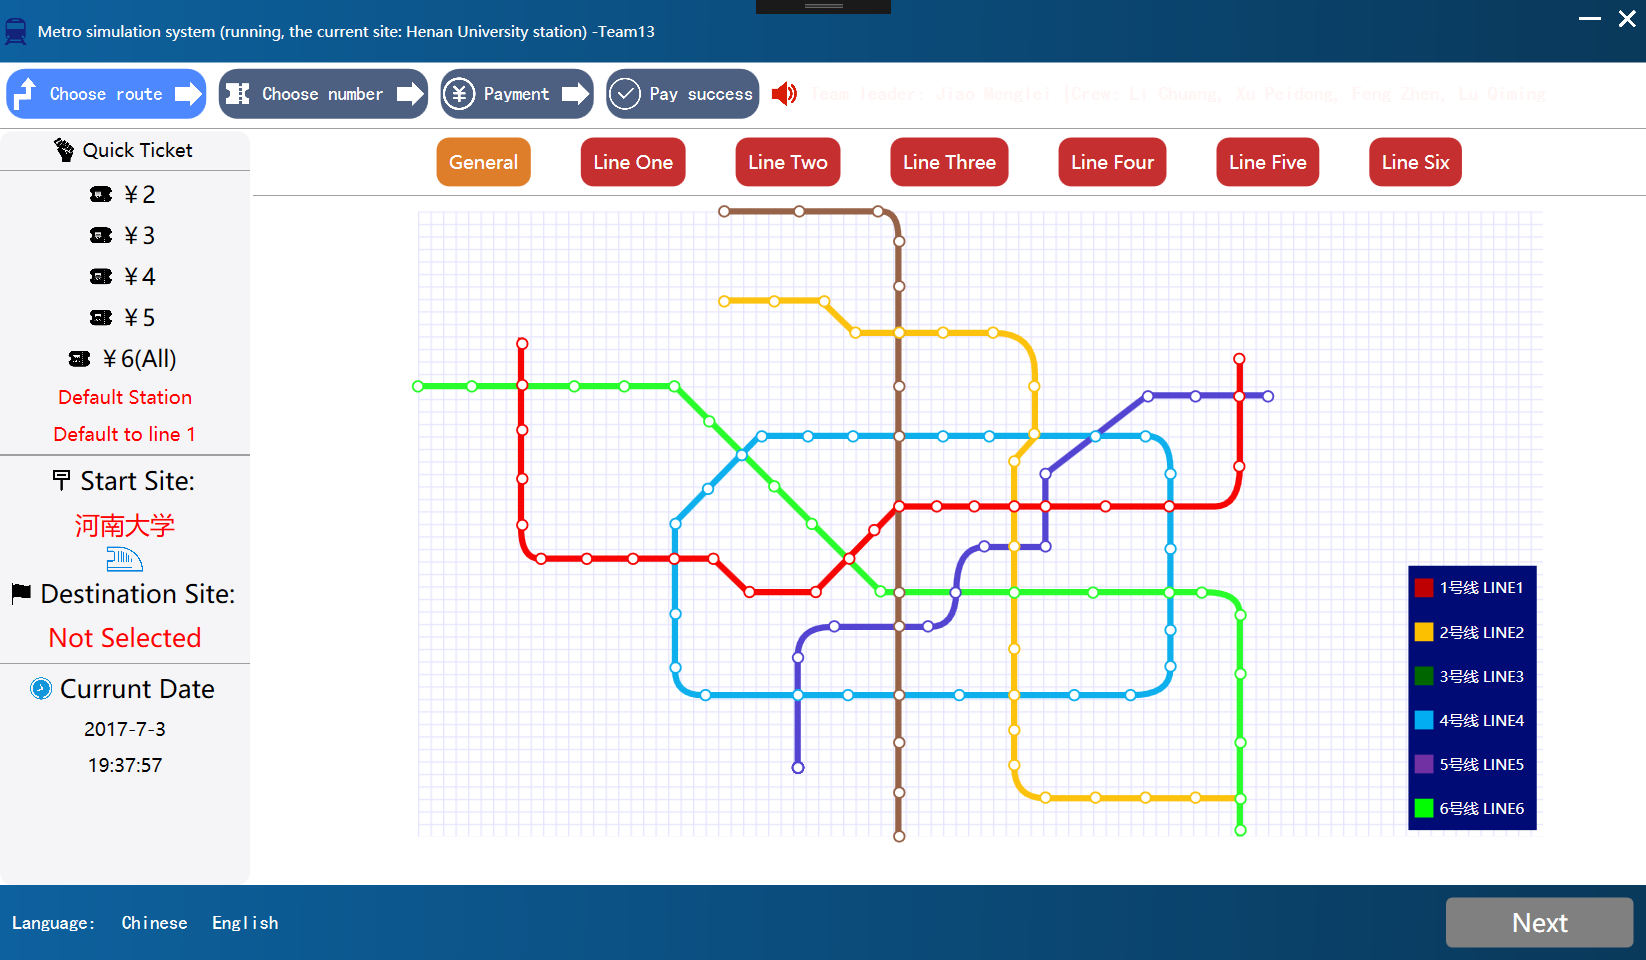 Metro simulation system (running, the current site: Henan University station) -Team13
Choose route
Choose number
Payment
Pay success
Team leader: Jiao Menglei |Crew: Li Chuang, Xu Peidong, Feng Zhen, Lu Qiming
Quick Ticket
¥2
¥3
¥4
¥5
¥6(All)
Default Station
Default to line 1
Start Site:
河南大学
Destination Site:
Not Selected
Currunt Date
2017-7-3
19:37:57
General
Line One
Line Two
Line Three
Line Four
Line Five
Line Six
1号线 LINE1
2号线 LINE2
3号线 LINE3
4号线 LINE4
5号线 LINE5
6号线 LINE6
Language:
Chinese
English
Next